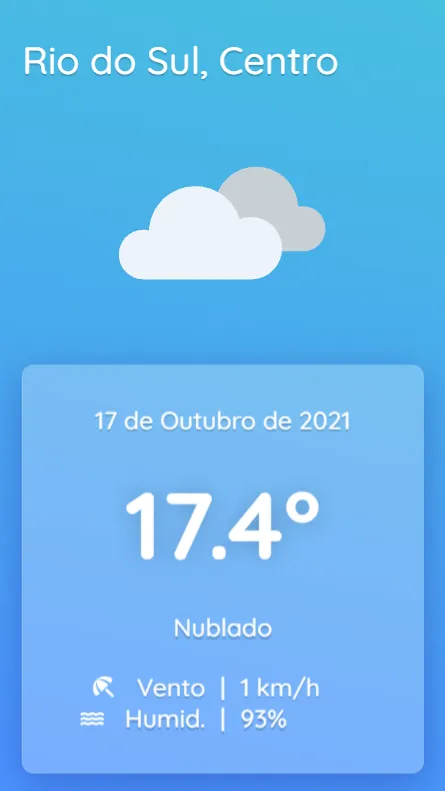 Rio do Sul, Centro
17 de Outubro de 2021
17.4°
Nublado
Vento | 1 km/h
Humid. | 93%